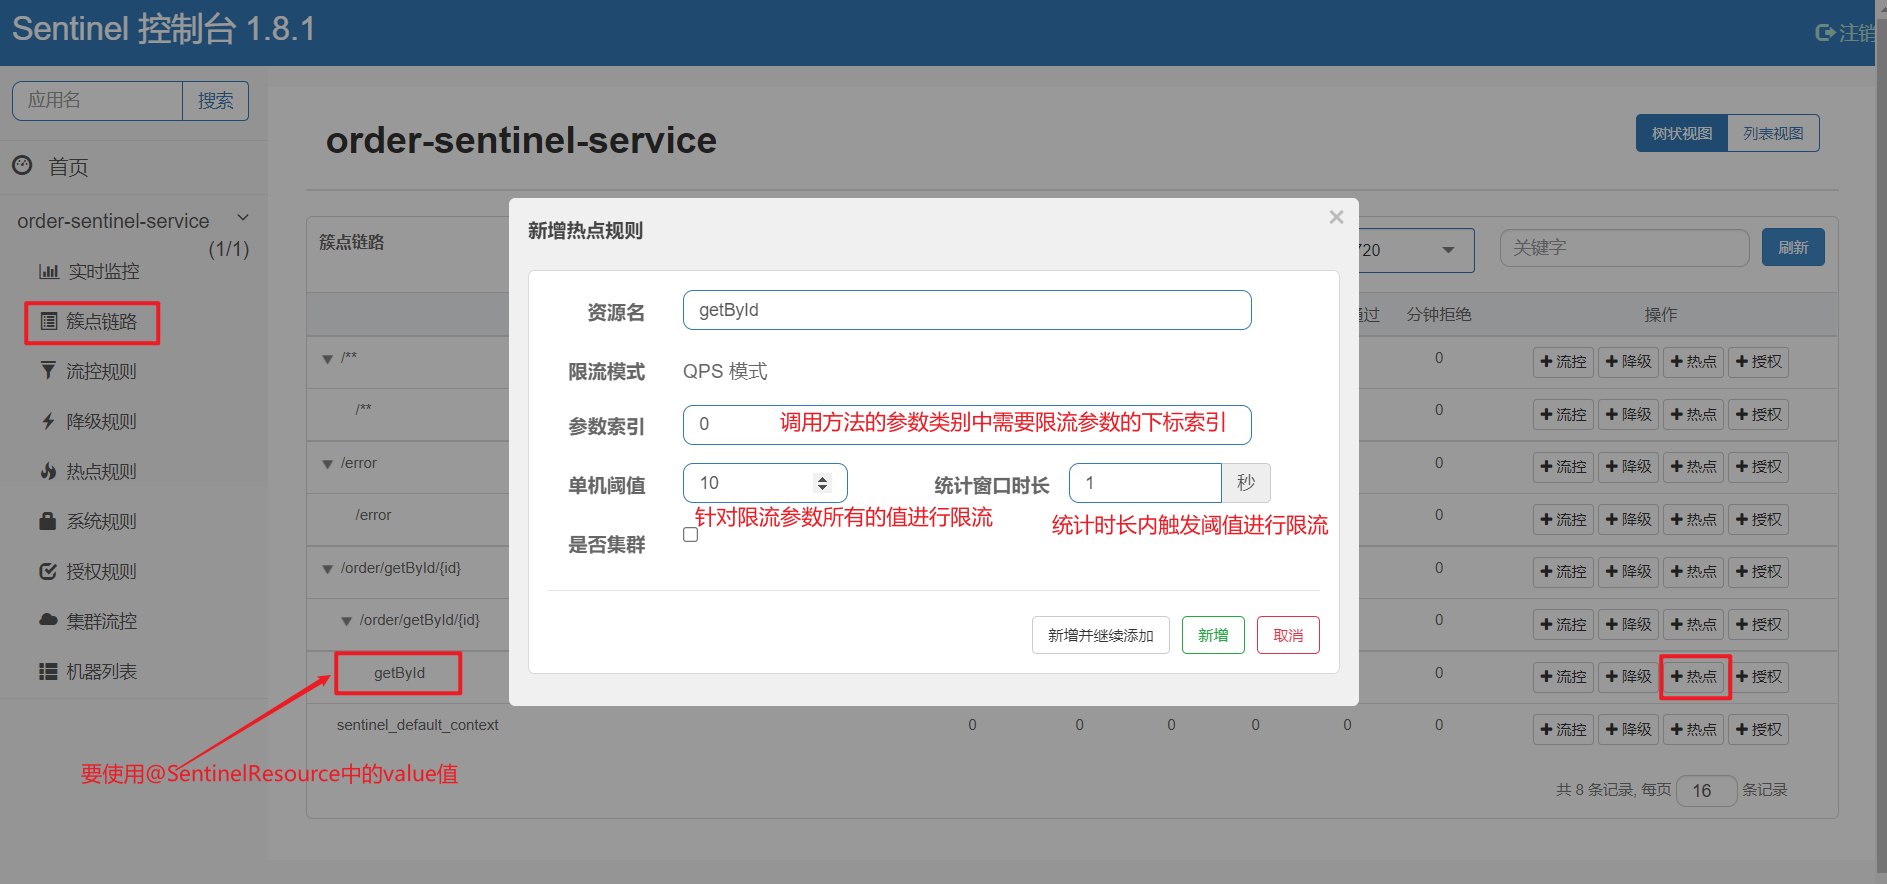 Sentinel 控制台 1.8.1
注销
应用名 搜索
首页
order-sentinel-service
(1/1)
实时监控
簇点链路
流控规则
降级规则
热点规则
系统规则
授权规则
集群流控
机器列表
order-sentinel-service
树状视图 列表视图
簇点链路
720
关键字
刷新
通过 分钟拒绝 操作
/** 0 流控 降级 热点 授权
/** 0 流控 降级 热点 授权
/error 0 流控 降级 热点 授权
/error 0 流控 降级 热点 授权
/order/getById/{id} 0 流控 降级 热点 授权
/order/getById/{id} 0 流控 降级 热点 授权
getById 0 流控 降级 热点 授权
sentinel_default_context 0 0 0 0 0 0 流控 降级 热点 授权
要使用@SentinelResource中的value值
共 8 条记录, 每页 16 条记录
新增热点规则 ×
资源名 getById
限流模式 QPS 模式
参数索引 0 调用方法的参数类别中需要限流参数的下标索引
单机阈值 10 统计窗口时长 1 秒
针对限流参数所有的值进行限流
统计时长内触发阈值进行限流
是否集群
新增并继续添加 新增 取消